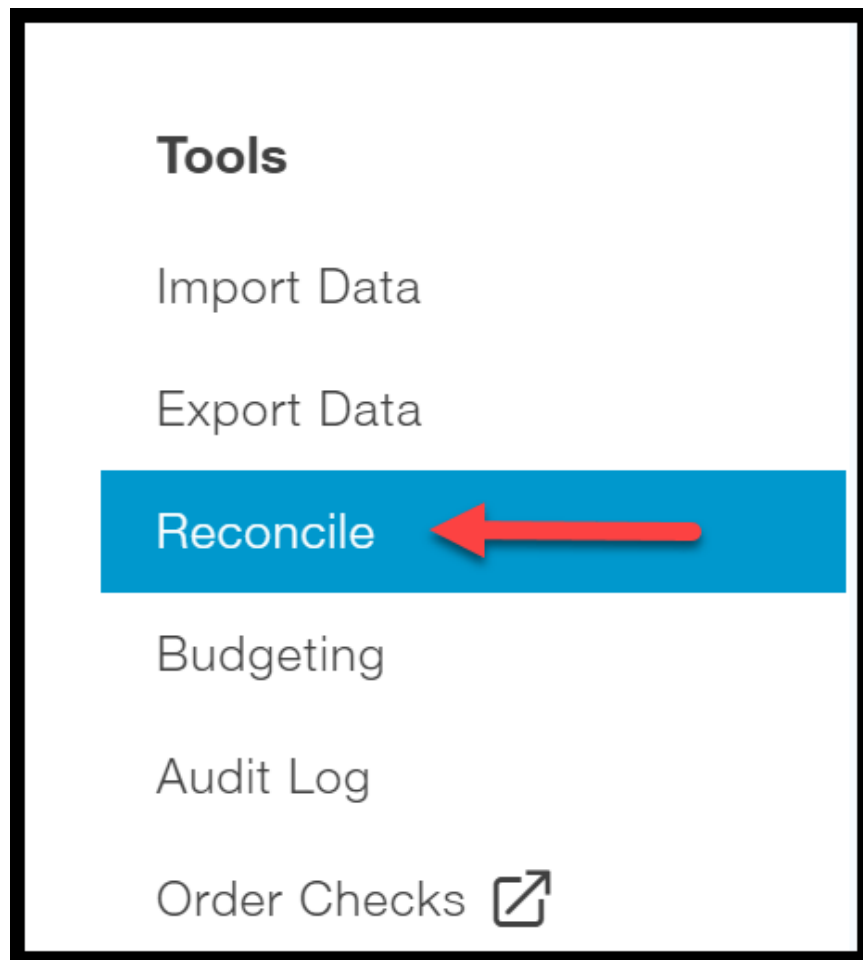 Tools
Import Data
Export Data
Reconcile
Budgeting
Audit Log
Order Checks